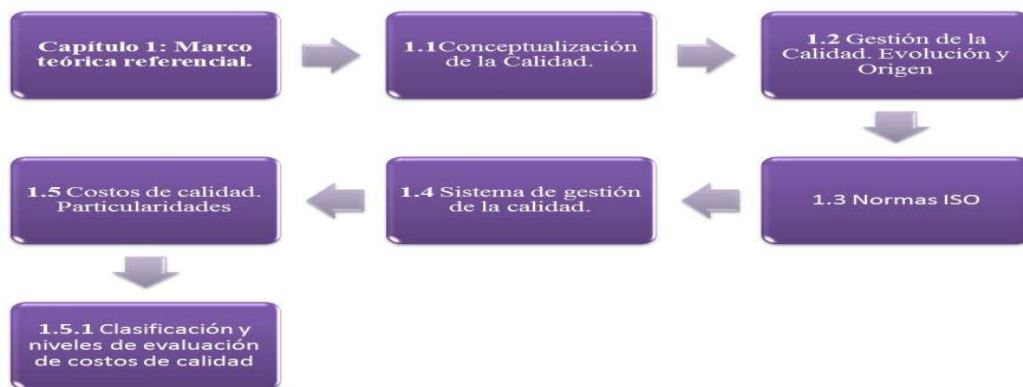 Capítulo 1: Marco
teórica referencial.
1.1Conceptualización
de la Calidad.
1.2 Gestión de la
Calidad. Evolución y
Origen
1.3 Normas ISO
1.4 Sistema de gestión
de la calidad.
1.5 Costos de calidad.
Particularidades
1.5.1 Clasificación y
niveles de evaluación
de costos de calidad